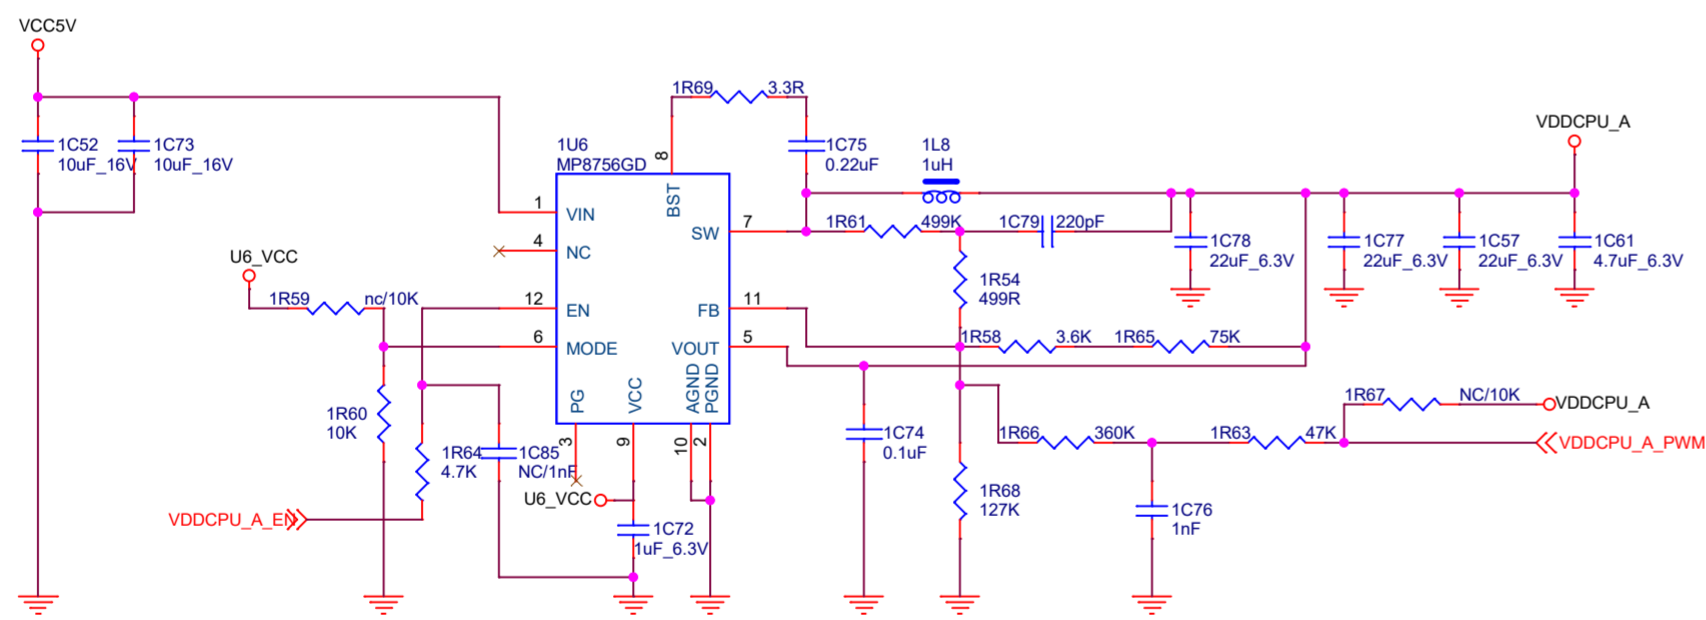 VCC5V
1C52
10uF_16V
1C73
10uF_16V
1R69
3.3R
1C75
0.22uF
1L8
1uH
VDDCPU_A
1U6
MP8756GD
8
BST
1
VIN
4
NC
12
EN
6
MODE
7
SW
11
FB
5
VOUT
PG
VCC
AGND
PGND
3
9
10
2
1R61
499K
1C79
220pF
1R54
499R
1C78
22uF_6.3V
1C77
22uF_6.3V
1C57
22uF_6.3V
1C61
4.7uF_6.3V
U6_VCC
1R59
nc/10K
1R58
3.6K
1R65
75K
1R60
10K
1R64
4.7K
1C85
NC/1nF
U6_VCC
1C72
1uF_6.3V
VDDCPU_A_EN
1C74
0.1uF
1R66
360K
1R63
47K
1R67
NC/10K
VDDCPU_A
VDDCPU_A_PWM
1R68
127K
1C76
1nF